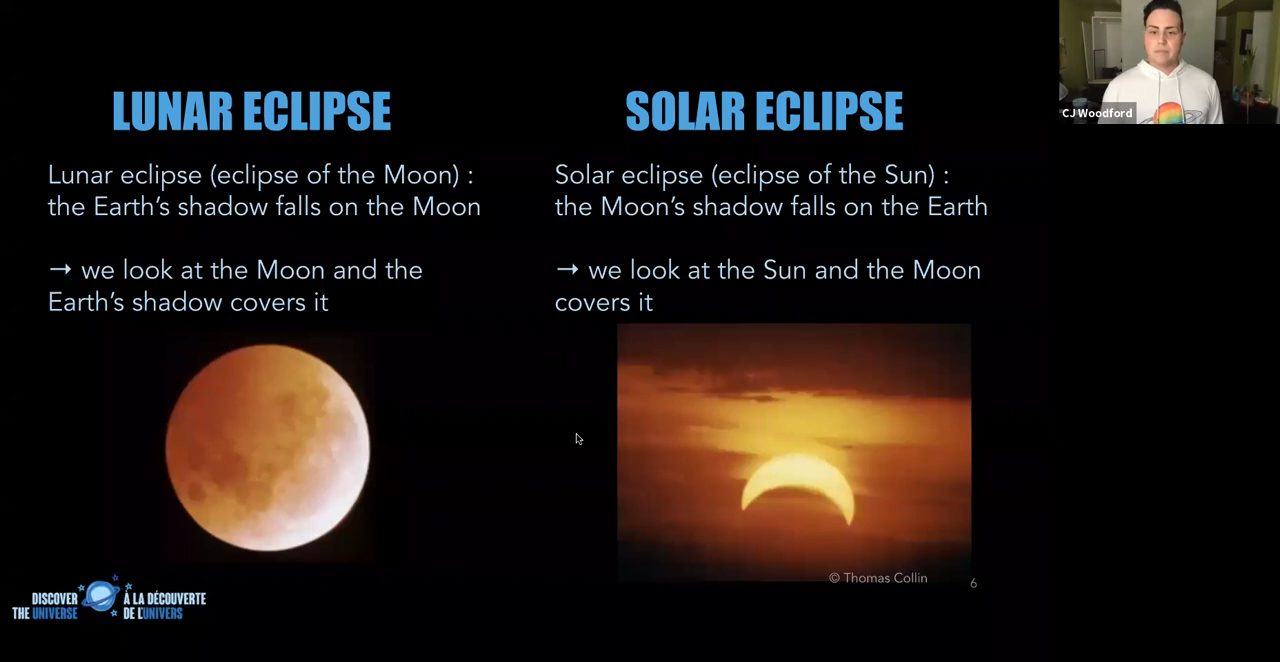 LUNAR ECLIPSE
Lunar eclipse (eclipse of the Moon) :
the Earth’s shadow falls on the Moon
→ we look at the Moon and the
Earth’s shadow covers it
SOLAR ECLIPSE
Solar eclipse (eclipse of the Sun) :
the Moon’s shadow falls on the Earth
→ we look at the Sun and the Moon
covers it
© Thomas Collin
6
DISCOVER
THE UNIVERSE
À LA DÉCOUVERTE
DE L'UNIVERS
CJ Woodford